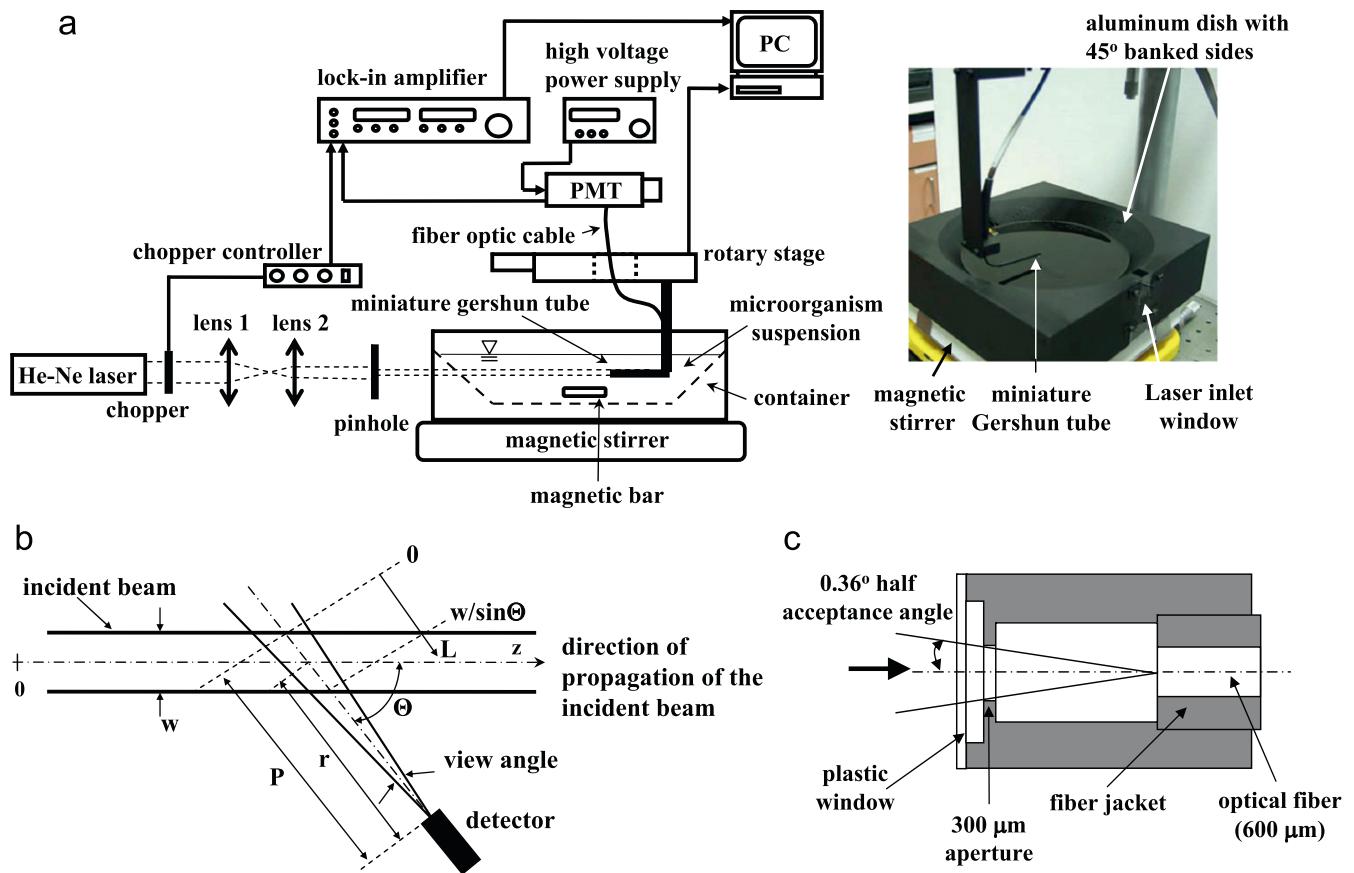 a
lock-in amplifier
high voltage
power supply
PC
aluminum dish with
45º banked sides
PMT
fiber optic cable
chopper controller
rotary stage
miniature gershun tube
microorganism
suspension
lens 1
lens 2
He-Ne laser
chopper
pinhole
container
magnetic stirrer
magnetic bar
magnetic
stirrer
miniature
Gershun tube
Laser inlet
window
b
0
incident beam
w/sinΘ
L
z
0
w
Θ
direction of
propagation of the
incident beam
P
r
view angle
detector
c
0.36º half
acceptance angle
plastic
window
300 μm
aperture
fiber jacket
optical fiber
(600 μm)